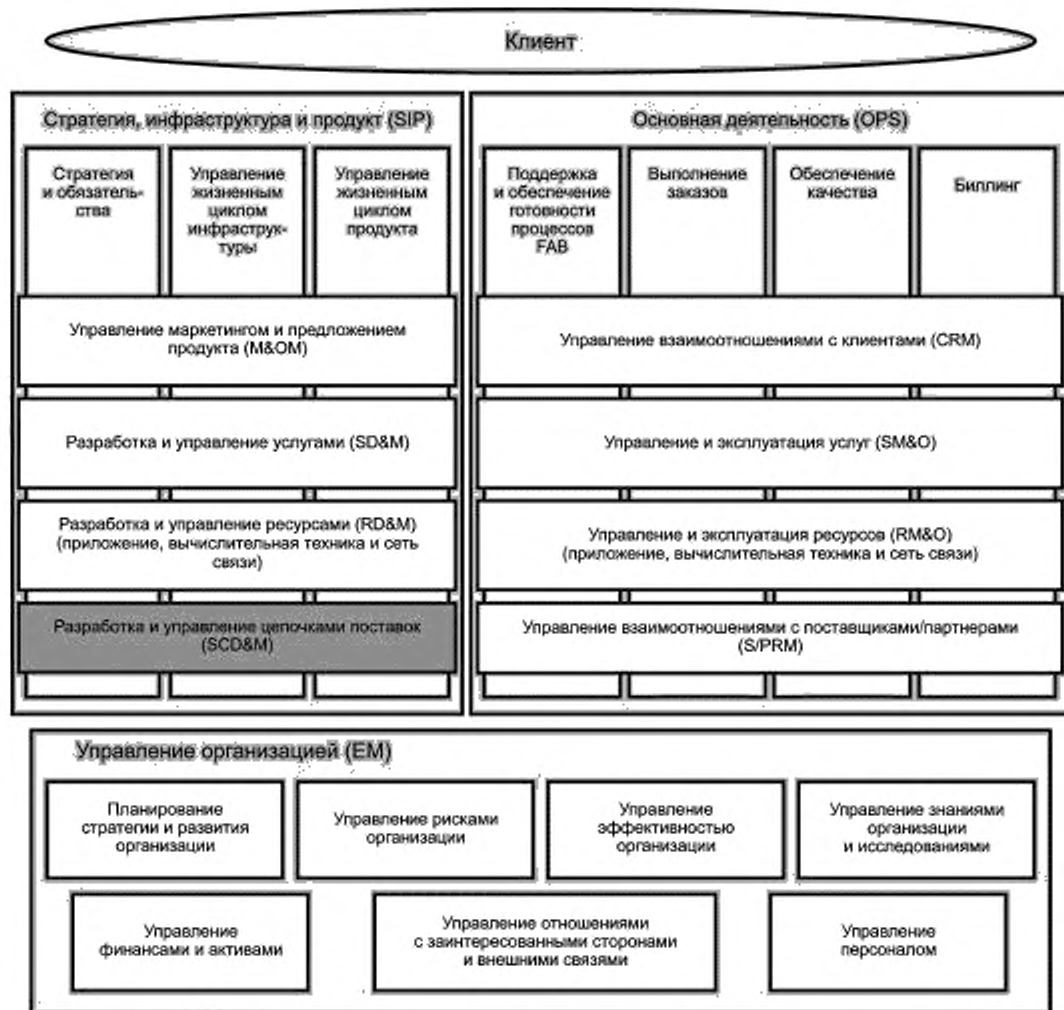 Клиент
Стратегия, инфраструктура и продукт (SIP)
Основная деятельность (OPS)
Стратегия
и обязатель-
ства
Управление
жизненным
циклом
инфраструк-
туры
Управление
жизненным
циклом
продукта
Поддержка
и обеспечение
готовности
процессов
FAB
Выполнение
заказов
Обеспечение
качества
Биллинг
Управление маркетингом и предложением
продукта (M&OM)
Управление взаимоотношениями с клиентами (CRM)
Разработка и управление услугами (SD&M)
Управление и эксплуатация услуг (SM&O)
Разработка и управление ресурсами (RD&M)
(приложение, вычислительная техника и сеть
связи)
Управление и эксплуатация ресурсов (RM&O)
(приложение, вычислительная техника и сеть связи)
Разработка и управление цепочками поставок
(SCD&M)
Управление взаимоотношениями с поставщиками/партнерами
(S/PRM)
Управление организацией (EM)
Планирование
стратегии и развития
организации
Управление рисками
организации
Управление
эффективностью
организации
Управление знаниями
организации
и исследованиями
Управление
финансами и активами
Управление отношениями
с заинтересованными сторонами
и внешними связями
Управление
персоналом